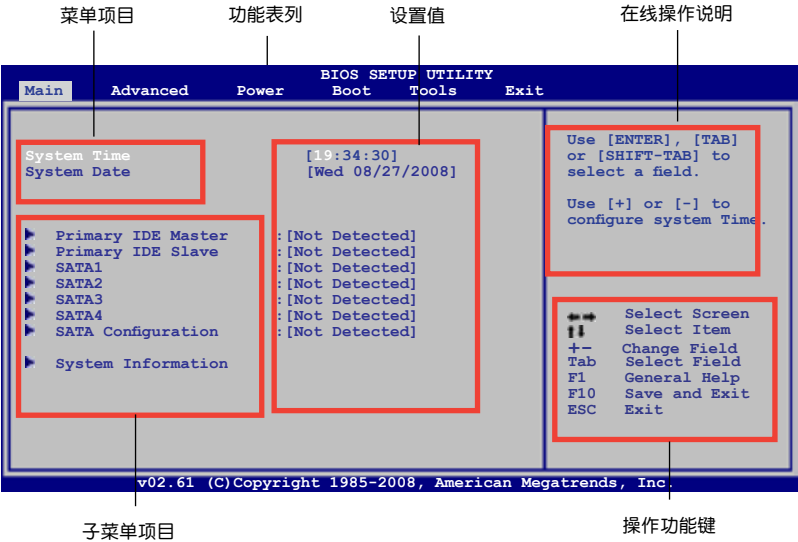 菜单项目 功能表列 设置值 在线操作说明
BIOS SETUP UTILITY
Main Advanced Power Boot Tools Exit
System Time [19:34:30]
System Date [Wed 08/27/2008]
Primary IDE Master :[Not Detected]
Primary IDE Slave :[Not Detected]
SATA1 :[Not Detected]
SATA2 :[Not Detected]
SATA3 :[Not Detected]
SATA4 :[Not Detected]
SATA Configuration :[Not Detected]
System Information
Use [ENTER], [TAB]
or [SHIFT-TAB] to
select a field.
Use [+] or [-] to
configure system Time.
Select Screen
Select Item
+- Change Field
Tab Select Field
F1 General Help
F10 Save and Exit
ESC Exit
v02.61 (C)Copyright 1985-2008, American Megatrends, Inc.
子菜单项目 操作功能键